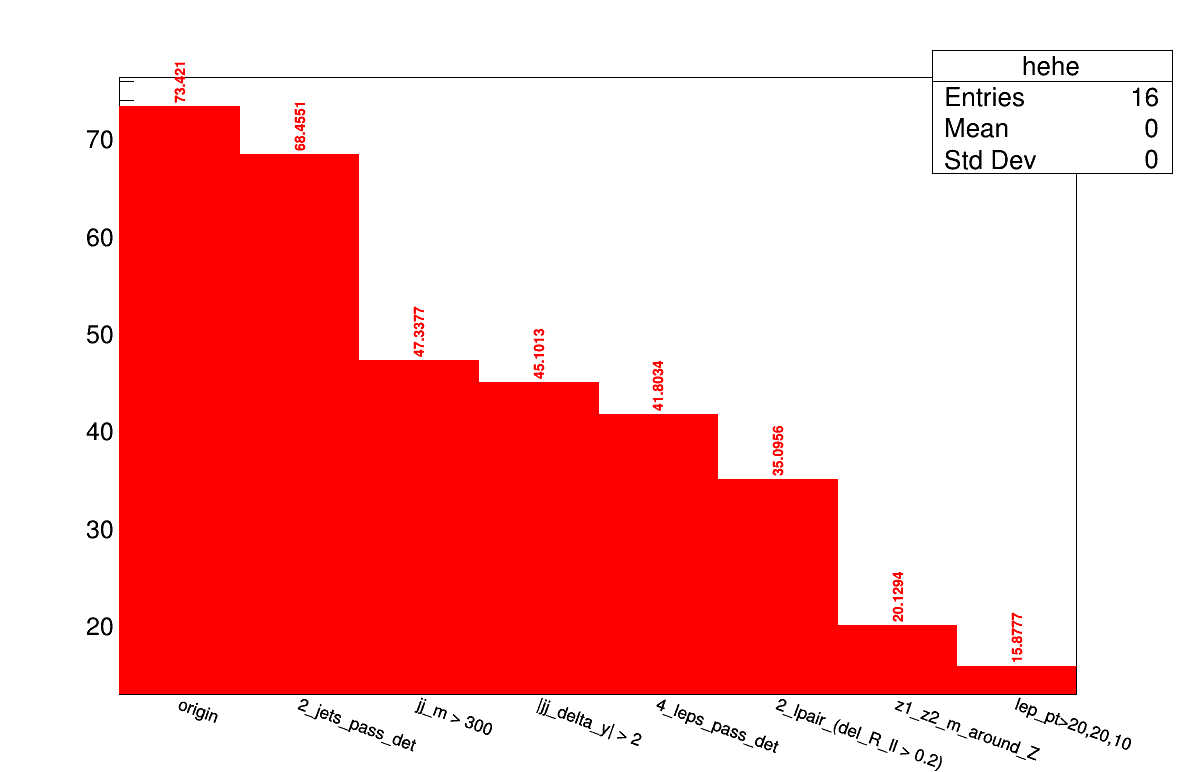 hehe
Entries 16
Mean 0
Std Dev 0
73.421
68.4551
47.3377
45.1013
41.8034
35.0956
20.1294
15.8777
70
60
50
40
30
20
origin
2_jets_pass_det
jj_m > 300
|jj_delta_y| > 2
4_leps_pass_det
2_lpair_(del_R_ll > 0.2)
z1_z2_m_around_Z
lep_pt>20,20,10